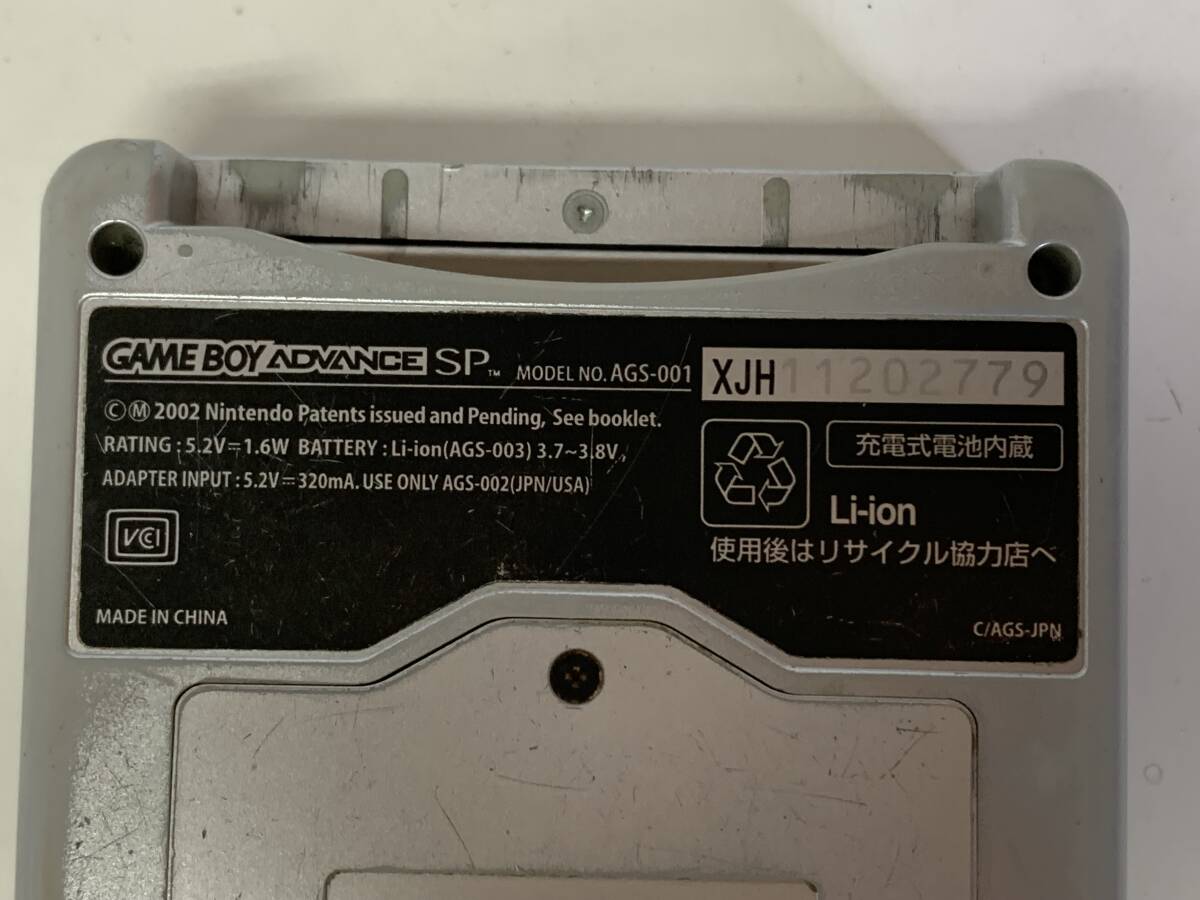 GAME BOY ADVANCE SP™ MODEL NO. AGS-001
XJH11202779
ⒸⓂ 2002 Nintendo Patents issued and Pending, See booklet.
RATING : 5.2V⎓1.6W BATTERY : Li-ion(AGS-003) 3.7~3.8V
ADAPTER INPUT : 5.2V⎓320mA. USE ONLY AGS-002(JPN/USA)
VCCI
MADE IN CHINA
充電式電池内蔵
Li-ion
使用後はリサイクル協力店へ
C/AGS-JPN